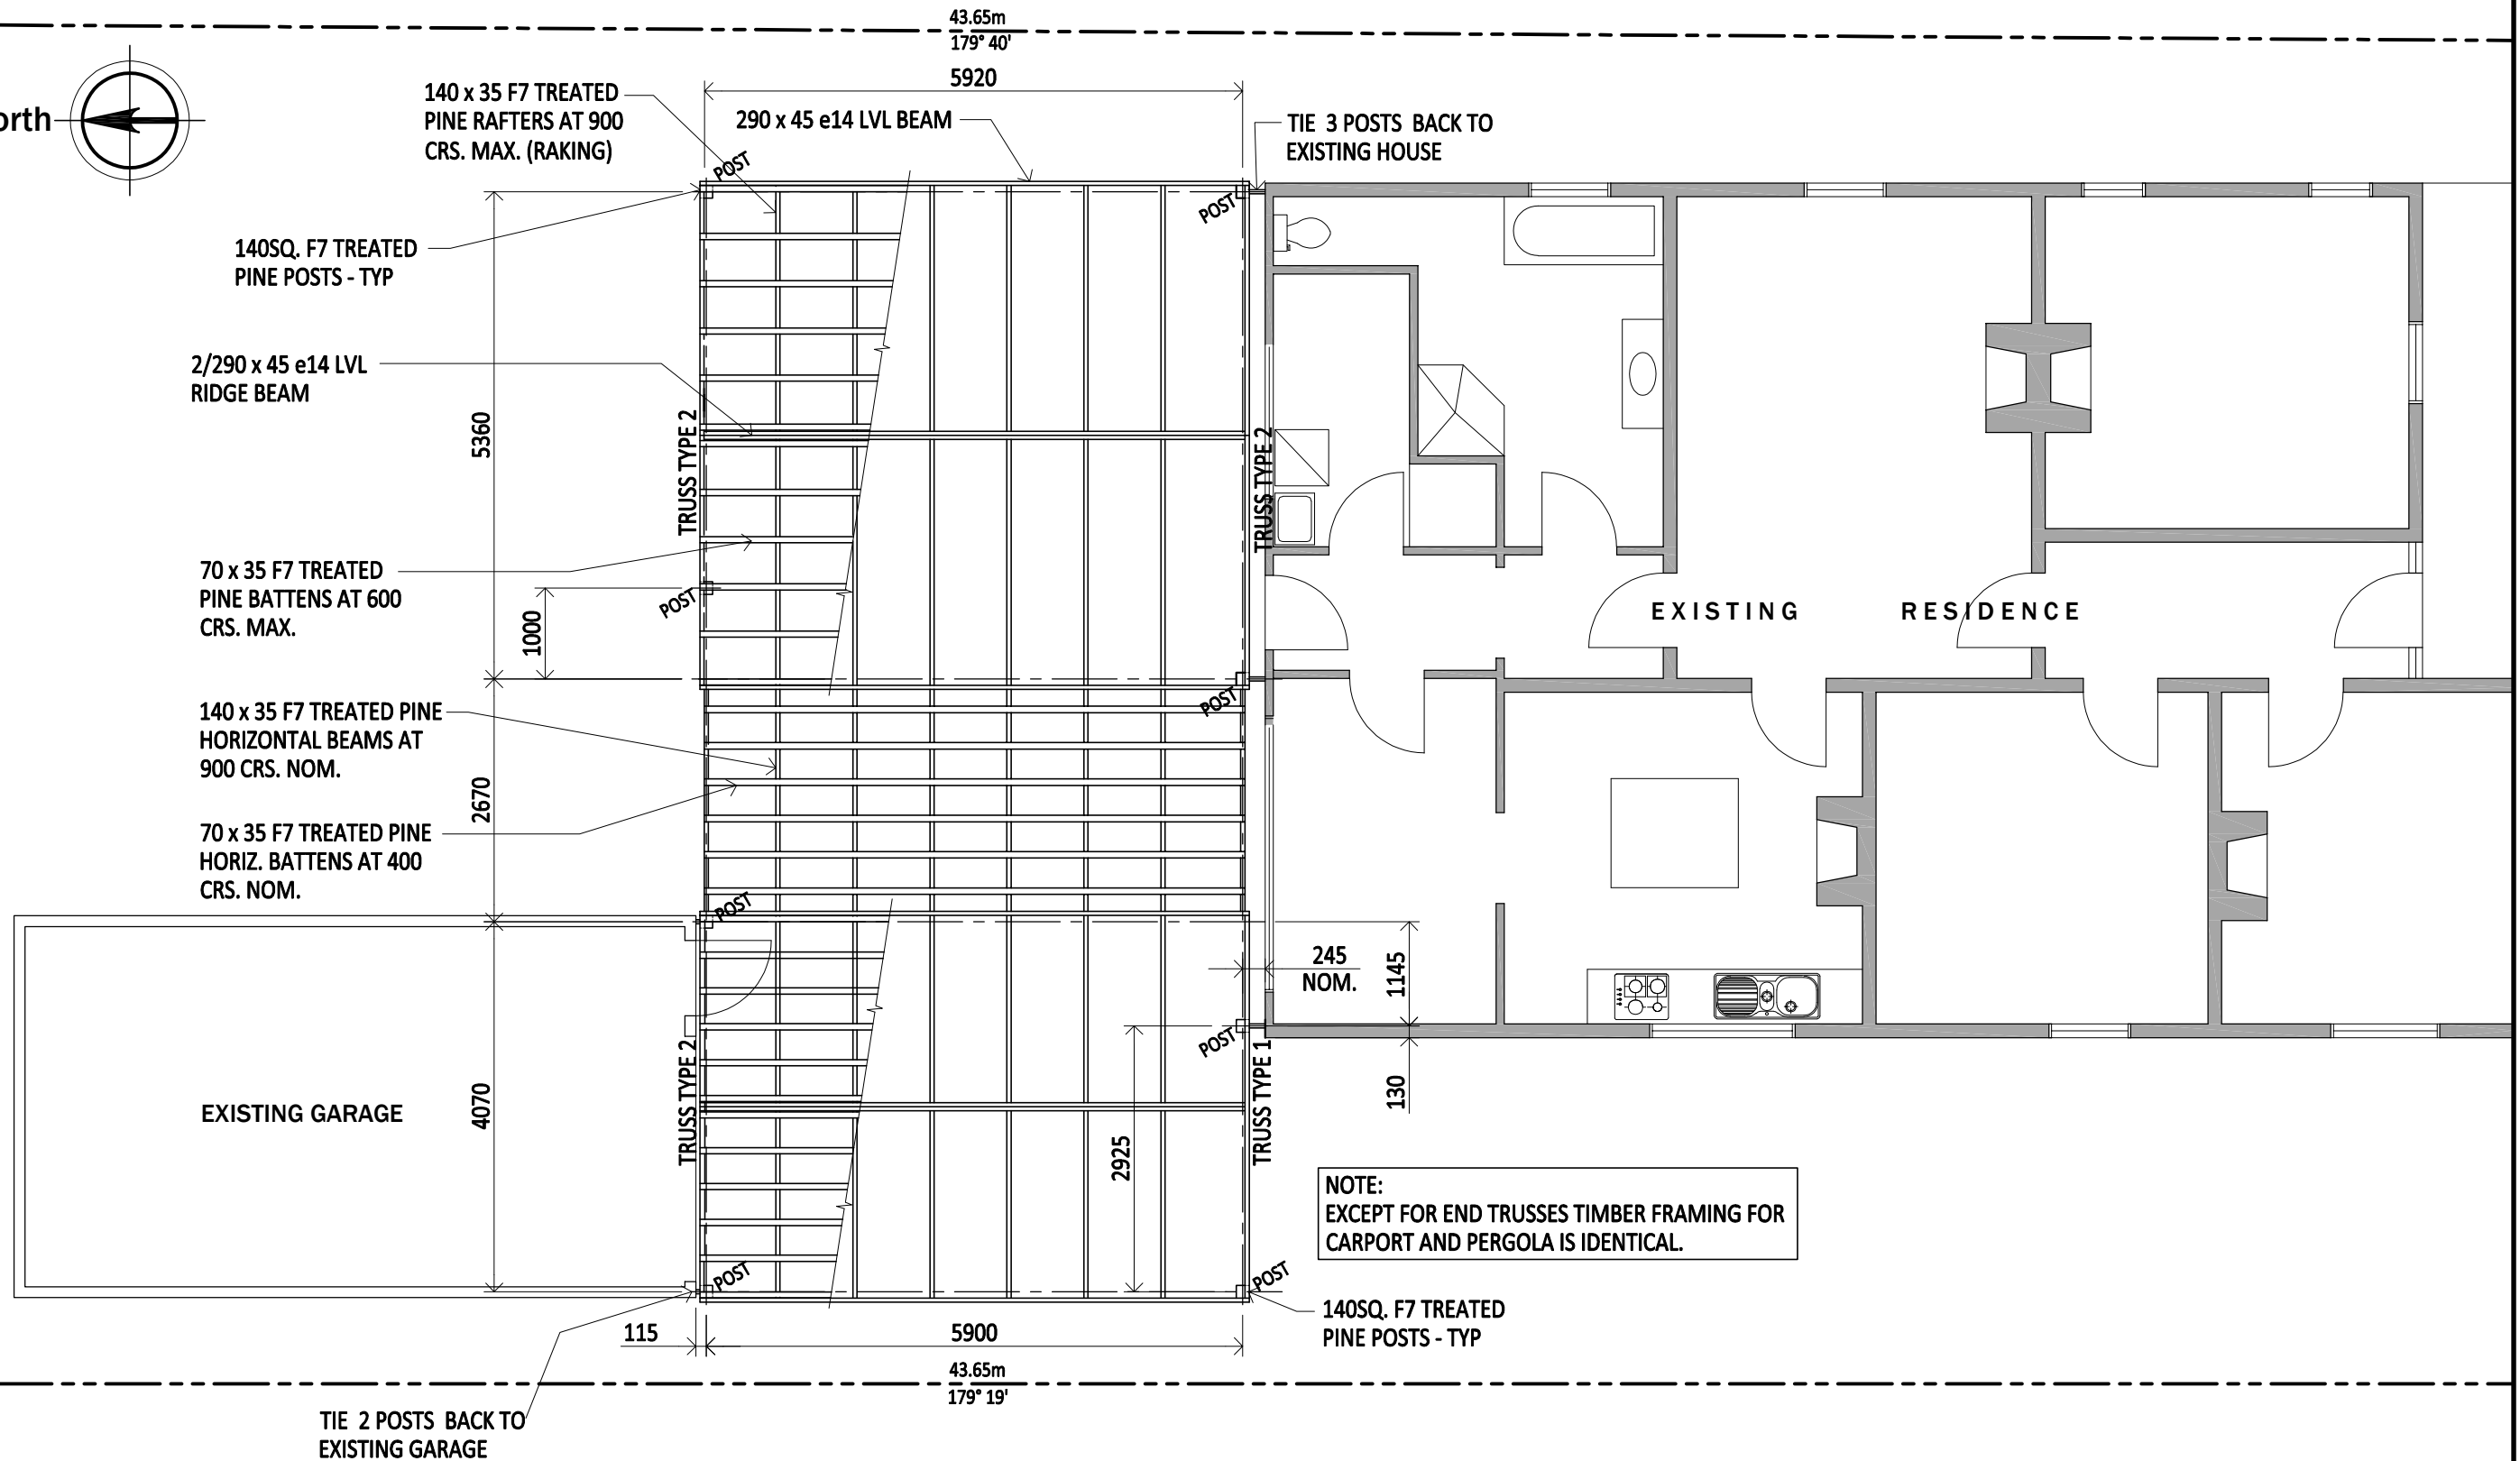 43.65m
179° 40'
orth
5920
140 x 35 F7 TREATED
PINE RAFTERS AT 900
CRS. MAX. (RAKING)
290 x 45 e14 LVL BEAM
TIE 3 POSTS BACK TO
EXISTING HOUSE
POST
POST
140SQ. F7 TREATED
PINE POSTS - TYP
2/290 x 45 e14 LVL
RIDGE BEAM
5360
TRUSS TYPE 2
TRUSS TYPE 2
70 x 35 F7 TREATED
PINE BATTENS AT 600
CRS. MAX.
POST
1000
EXISTING RESIDENCE
POST
140 x 35 F7 TREATED PINE
HORIZONTAL BEAMS AT
900 CRS. NOM.
2670
70 x 35 F7 TREATED PINE
HORIZ. BATTENS AT 400
CRS. NOM.
POST
245
NOM.
1145
POST
TRUSS TYPE 2
TRUSS TYPE 1
130
EXISTING GARAGE
4070
2925
NOTE:
EXCEPT FOR END TRUSSES TIMBER FRAMING FOR
CARPORT AND PERGOLA IS IDENTICAL.
POST
POST
140SQ. F7 TREATED
PINE POSTS - TYP
115
5900
43.65m
179° 19'
TIE 2 POSTS BACK TO
EXISTING GARAGE